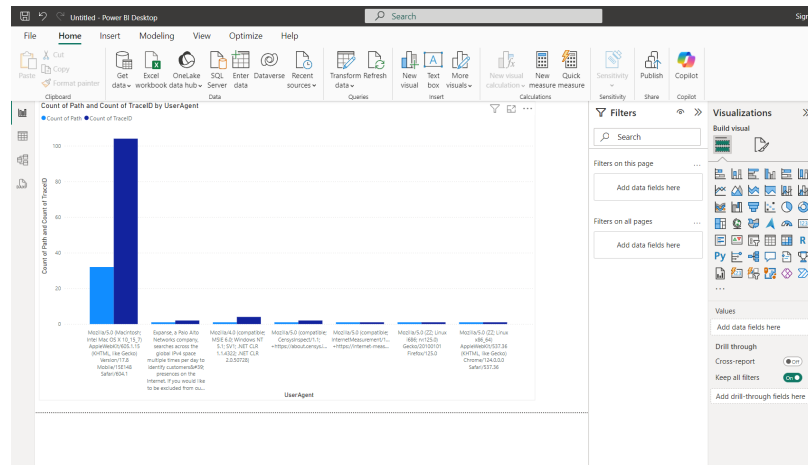 Untitled - Power BI Desktop
Search
Sign
File Home Insert Modeling View Optimize Help
Paste
Cut
Copy
Format painter
Get data
Excel workbook
OneLake data hub
SQL Server
Enter data
Dataverse
Recent sources
Transform data
Refresh
New visual
Text box
More visuals
New visual calculation
New measure
Quick measure
Sensitivity
Publish
Copilot
Clipboard
Data
Queries
Insert
Calculations
Sensitivity
Share
Copilot
Count of Path and Count of TraceID by UserAgent
Count of Path Count of TraceID
Count of Path and Count of TraceID
100
80
60
40
20
0
Mozilla/5.0 (Macintosh;
Intel Mac OS X 10_15_7)
AppleWebKit/605.1.15
(KHTML, like Gecko)
Version/17.8
Mobile/15E148
Safari/604.1
Expanse, a Palo Alto
Networks company,
searches across the
global IPv4 space
multiple times per day to
identify customers&#39;
presences on the
Internet. If you would like
to be excluded from ou...
Mozilla/4.0 (compatible;
MSIE 6.0; Windows NT
5.1; SV1; .NET CLR
1.1.4322; .NET CLR
2.0.50728)
Mozilla/5.0 (compatible;
CensysInspect/1.1;
+https://about.censys.i...
Mozilla/5.0 (compatible;
InternetMeasurement/1...
+https://internet-meas...
Mozilla/5.0 (ZZ; Linux
i686; rv:125.0)
Gecko/20100101
Firefox/125.0
Mozilla/5.0 (ZZ; Linux
x86_64)
AppleWebKit/537.36
(KHTML, like Gecko)
Chrome/124.0.0.0
Safari/537.36
UserAgent
Filters
Search
Filters on this page
Add data fields here
Filters on all pages
Add data fields here
Visualizations
Build visual
R
Py
Values
Add data fields here
Drill through
Cross-report
Off
Keep all filters
On
Add drill-through fields here